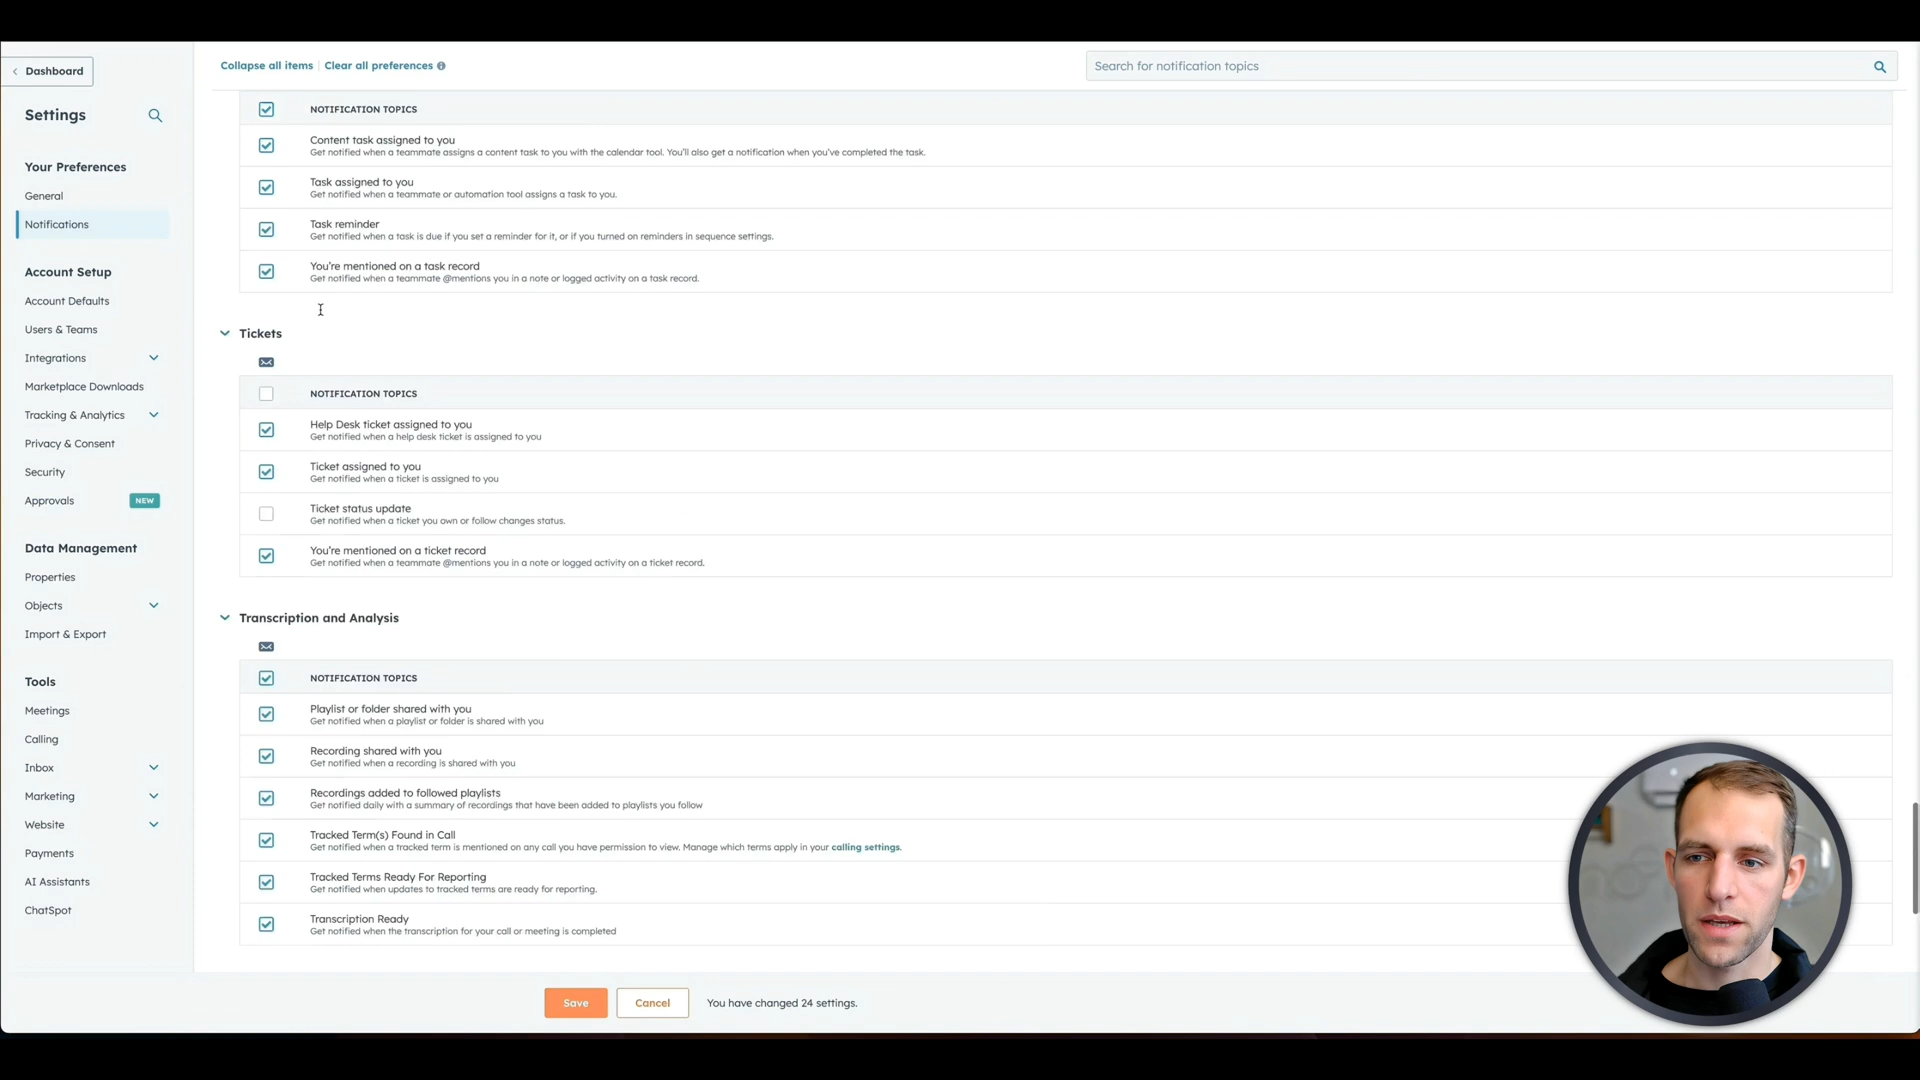 Dashboard
Collapse all items | Clear all preferences
Search for notification topics
Settings
Your Preferences
General
Notifications
Account Setup
Account Defaults
Users & Teams
Integrations
Marketplace Downloads
Tracking & Analytics
Privacy & Consent
Security
Approvals NEW
Data Management
Properties
Objects
Import & Export
Tools
Meetings
Calling
Inbox
Marketing
Website
Payments
AI Assistants
ChatSpot
NOTIFICATION TOPICS
Content task assigned to you
Get notified when a teammate assigns a content task to you with the calendar tool. You'll also get a notification when you've completed the task.
Task assigned to you
Get notified when a teammate or automation tool assigns a task to you.
Task reminder
Get notified when a task is due if you set a reminder for it, or if you turned on reminders in sequence settings.
You're mentioned on a task record
Get notified when a teammate @mentions you in a note or logged activity on a task record.
Tickets
NOTIFICATION TOPICS
Help Desk ticket assigned to you
Get notified when a help desk ticket is assigned to you
Ticket assigned to you
Get notified when a ticket is assigned to you
Ticket status update
Get notified when a ticket you own or follow changes status.
You're mentioned on a ticket record
Get notified when a teammate @mentions you in a note or logged activity on a ticket record.
Transcription and Analysis
NOTIFICATION TOPICS
Playlist or folder shared with you
Get notified when a playlist or folder is shared with you
Recording shared with you
Get notified when a recording is shared with you
Recordings added to followed playlists
Get notified daily with a summary of recordings that have been added to playlists you follow
Tracked Term(s) Found in Call
Get notified when a tracked term is mentioned on any call you have permission to view. Manage which terms apply in your calling settings.
Tracked Terms Ready For Reporting
Get notified when updates to tracked terms are ready for reporting.
Transcription Ready
Get notified when the transcription for your call or meeting is completed
Save
Cancel
You have changed 24 settings.